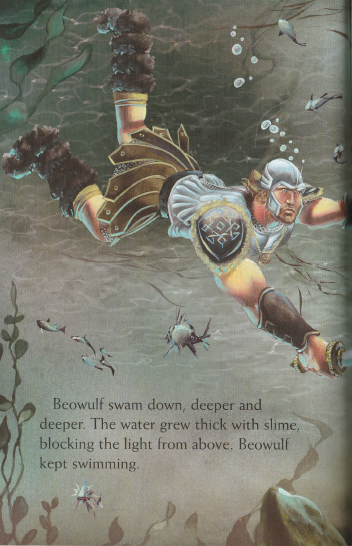 Beowulf swam down, deeper and
deeper. The water grew thick with slime,
blocking the light from above. Beowulf
kept swimming.